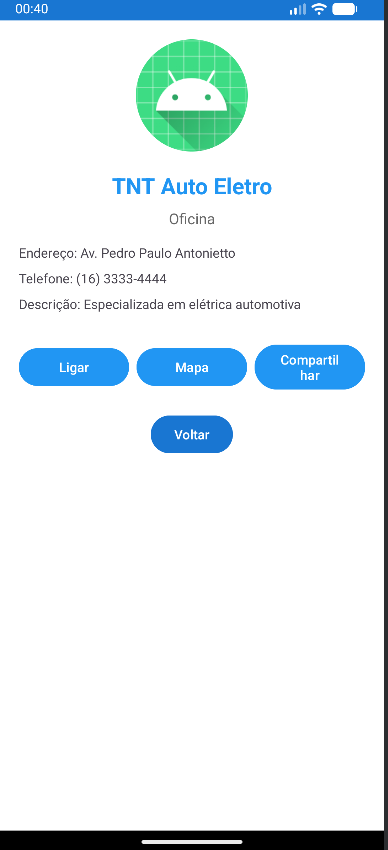 00:40
TNT Auto Eletro
Oficina
Endereço: Av. Pedro Paulo Antonietto
Telefone: (16) 3333-4444
Descrição: Especializada em elétrica automotiva
Ligar
Mapa
Compartil
har
Voltar